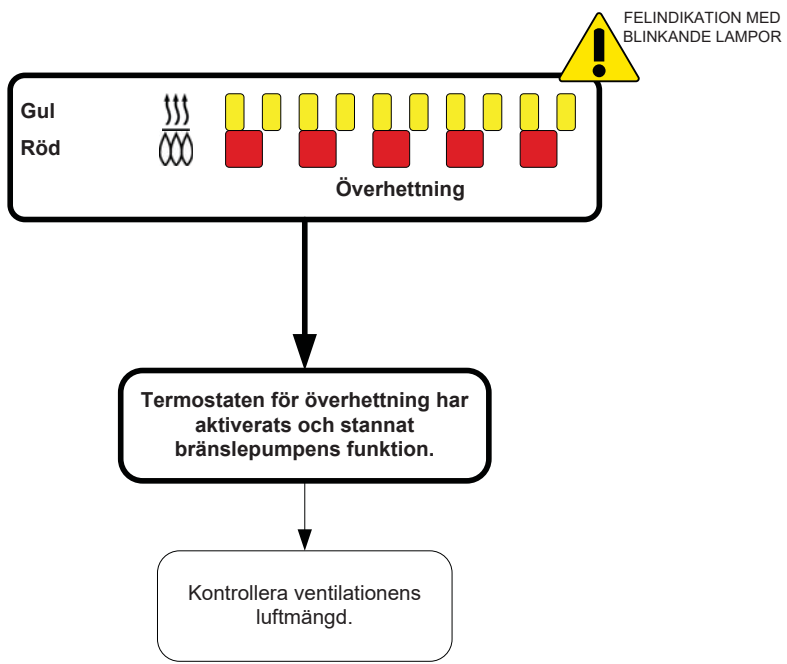 FELINDIKATION MED
BLINKANDE LAMPOR
Gul
Röd
Överhettning
Termostaten för överhettning har
aktiverats och stannat
bränslepumpens funktion.
Kontrollera ventilationens
luftmängd.